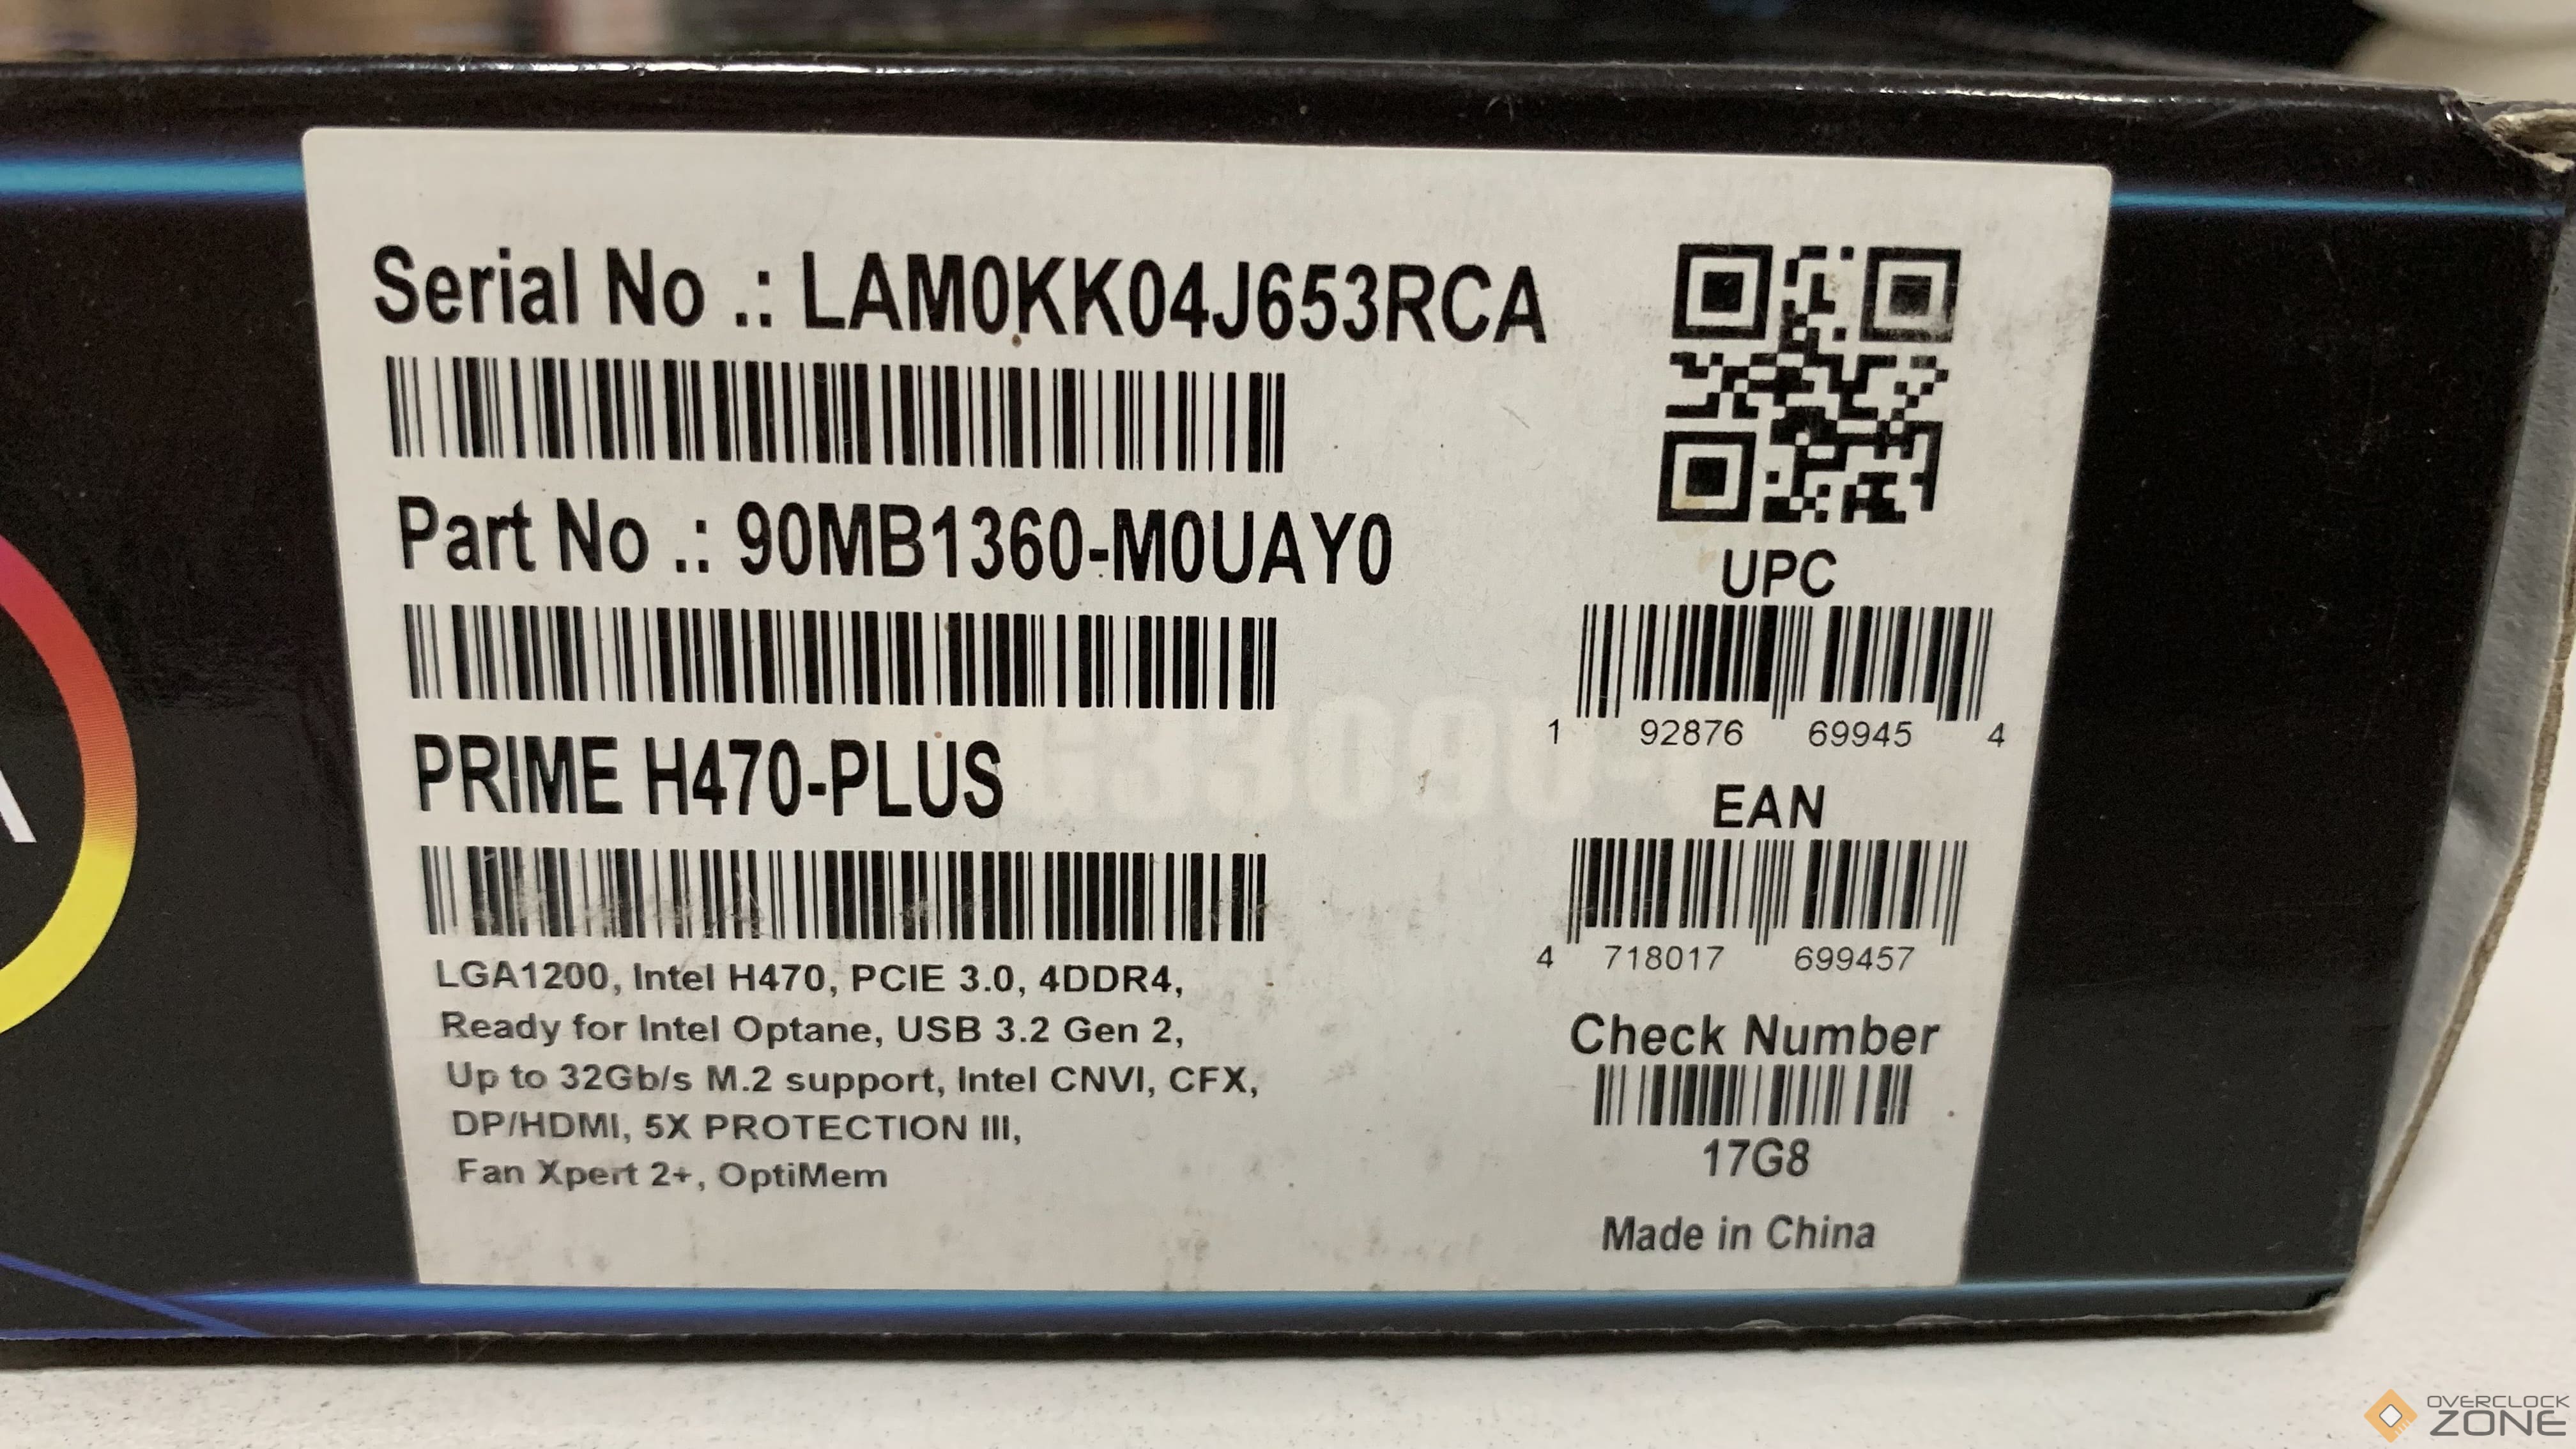 Serial No .: LAM0KK04J653RCA
Part No .: 90MB1360-M0UAY0
PRIME H470-PLUS
LGA1200, Intel H470, PCIE 3.0, 4DDR4,
Ready for Intel Optane, USB 3.2 Gen 2,
Up to 32Gb/s M.2 support, Intel CNVI, CFX,
DP/HDMI, 5X PROTECTION III,
Fan Xpert 2+, OptiMem
UPC
1 92876 69945 4
EAN
4 718017 699457
Check Number
17G8
Made in China
OVERCLOCK
ZONE